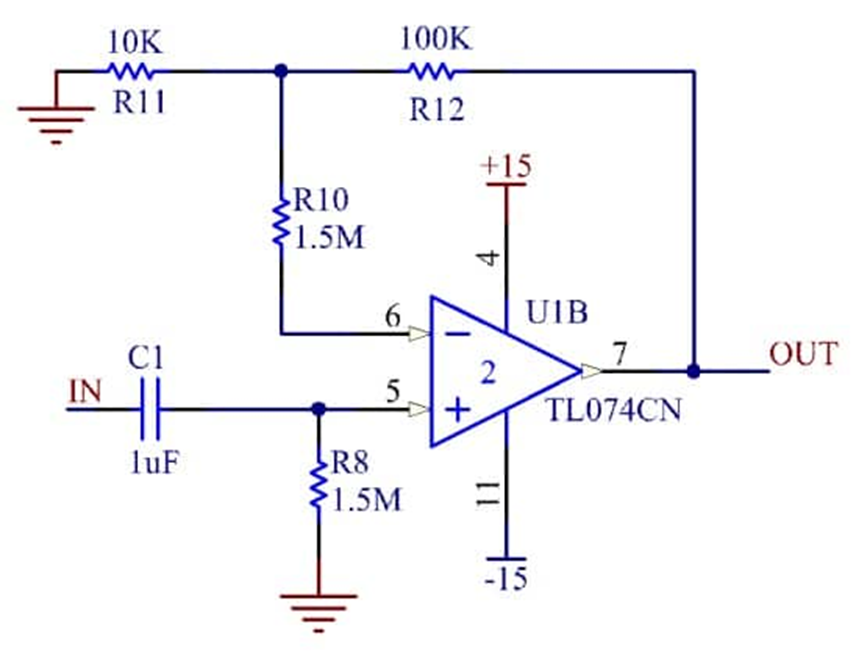 10K
R11
100K
R12
+15
R10
1.5M
4
6
U1B
7
OUT
2
C1
IN
5
TL074CN
1uF
R8
1.5M
11
-15